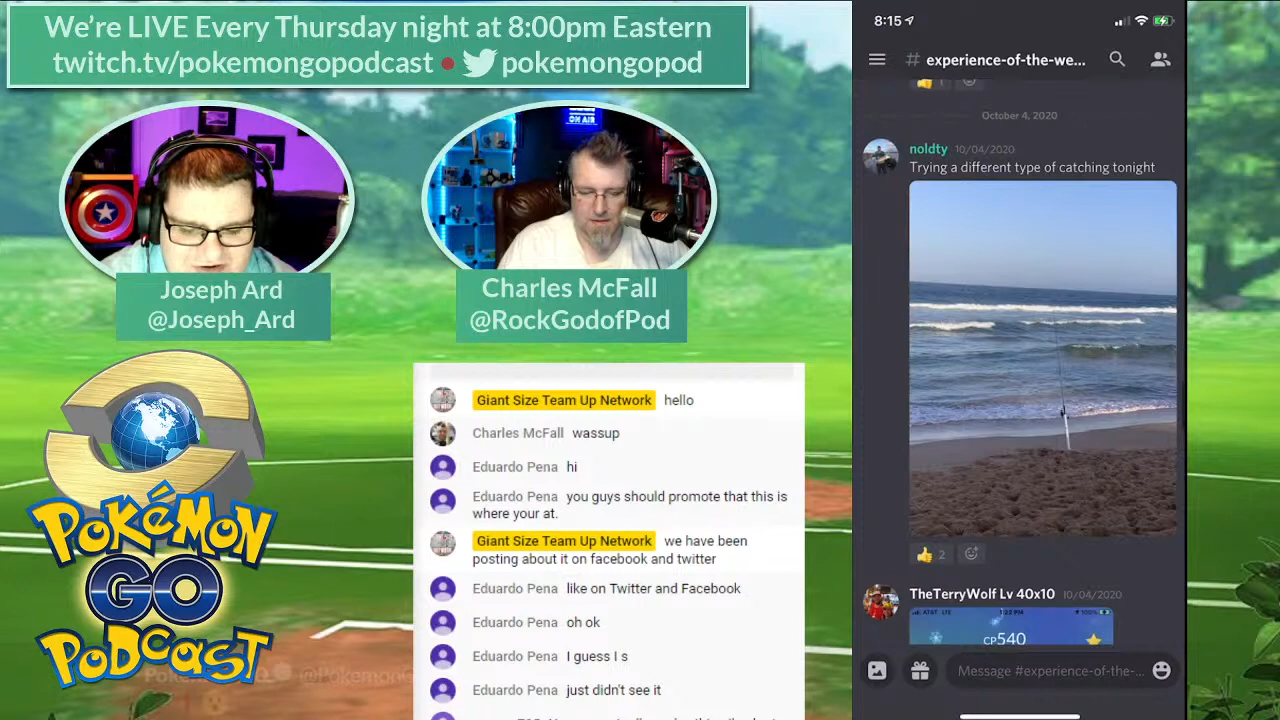 We're LIVE Every Thursday night at 8:00pm Eastern
twitch.tv/pokemongopodcast • pokemongopod
ON AIR
Joseph Ard
@Joseph_Ard
Charles McFall
@RockGodofPod
POKéMON
GO
PODCAST
Giant Size Team Up Network hello
Charles McFall wassup
Eduardo Pena hi
Eduardo Pena you guys should promote that this is
where your at.
Giant Size Team Up Network we have been
posting about it on facebook and twitter
Eduardo Pena like on Twitter and Facebook
Eduardo Pena oh ok
Eduardo Pena I guess I s
Eduardo Pena just didn't see it
8:15
# experience-of-the-we...
October 4, 2020
noldty 10/04/2020
Trying a different type of catching tonight
2
TheTerryWolf Lv 40x10 10/04/2020
AT&T LTE 1:22 PM 100%
CP540
Message #experience-of-the-...